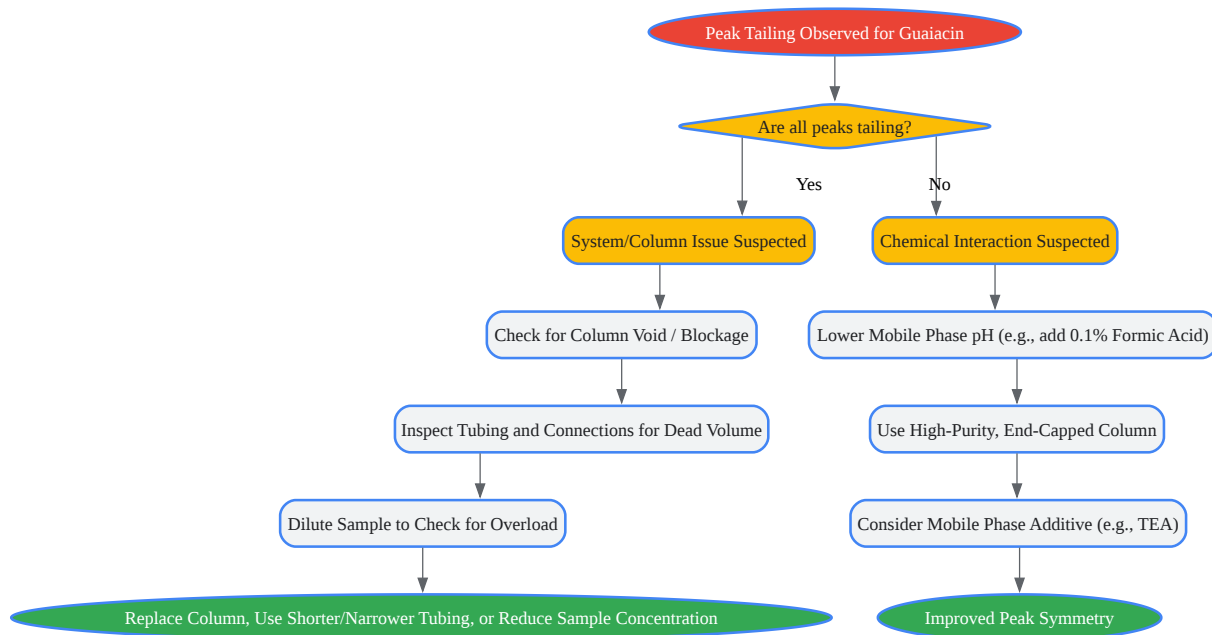 Peak Tailing Observed for Guaiacin
Are all peaks tailing?
Yes
No
System/Column Issue Suspected
Chemical Interaction Suspected
Check for Column Void / Blockage
Lower Mobile Phase pH (e.g., add 0.1% Formic Acid)
Inspect Tubing and Connections for Dead Volume
Use High-Purity, End-Capped Column
Dilute Sample to Check for Overload
Consider Mobile Phase Additive (e.g., TEA)
Replace Column, Use Shorter/Narrower Tubing, or Reduce Sample Concentration
Improved Peak Symmetry